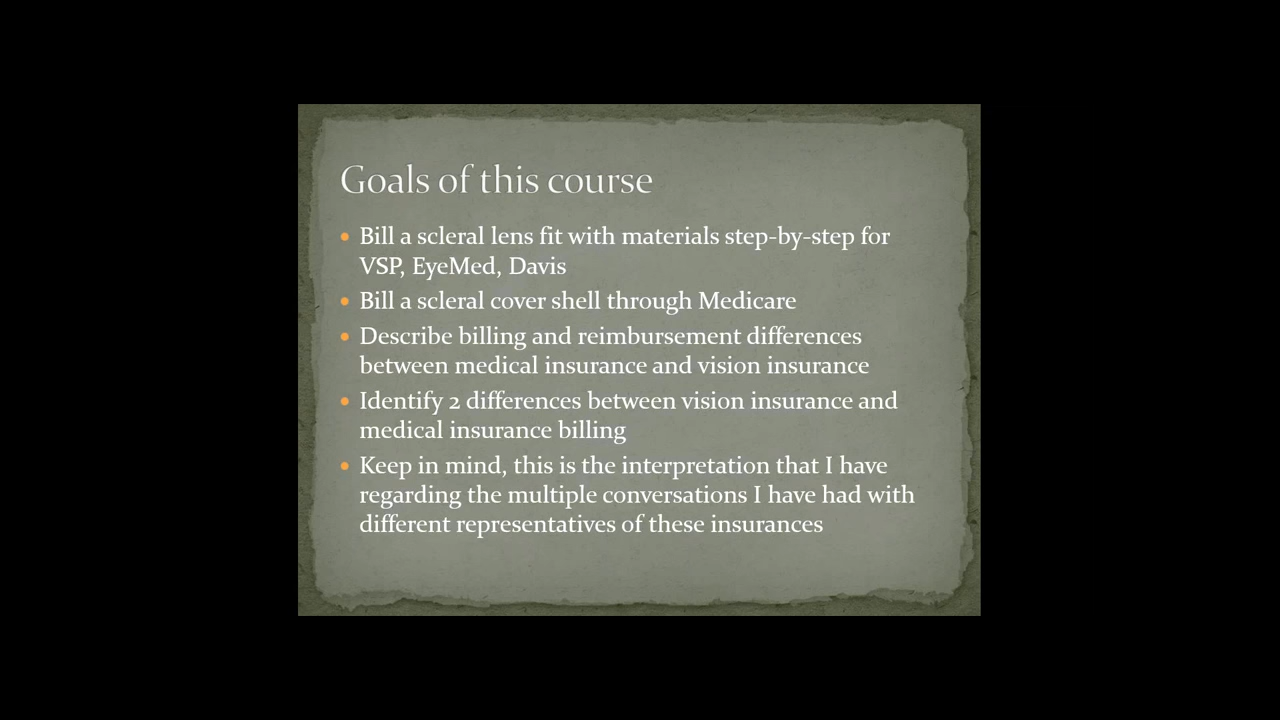 Goals of this course
• Bill a scleral lens fit with materials step-by-step for
VSP, EyeMed, Davis
• Bill a scleral cover shell through Medicare
• Describe billing and reimbursement differences
between medical insurance and vision insurance
• Identify 2 differences between vision insurance and
medical insurance billing
• Keep in mind, this is the interpretation that I have
regarding the multiple conversations I have had with
different representatives of these insurances